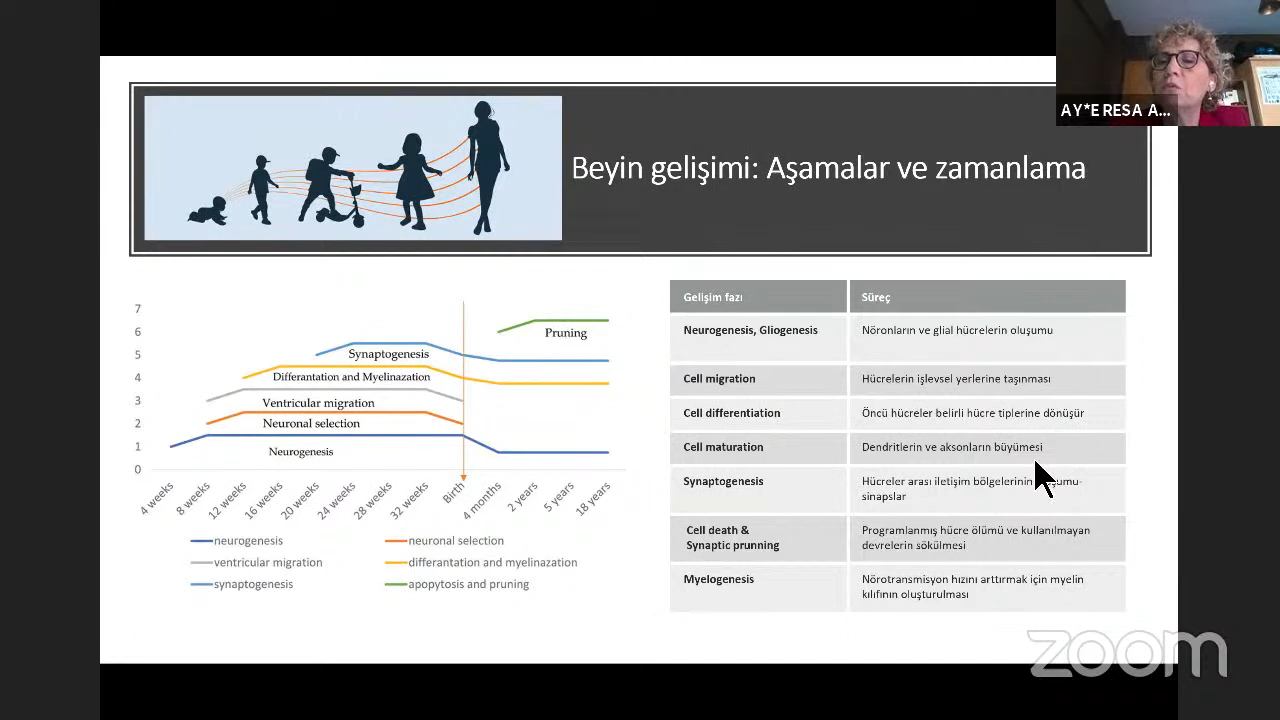 AY*E RESA A...
Beyin gelişimi: Aşamalar ve zamanlama
7
6
5
4
3
2
1
0
Pruning
Synaptogenesis
Differantation and Myelinazation
Ventricular migration
Neuronal selection
Neurogenesis
4 weeks
8 weeks
12 weeks
16 weeks
20 weeks
24 weeks
28 weeks
32 weeks
Birth
4 months
2 years
5 years
18 years
neurogenesis
neuronal selection
ventricular migration
differantation and myelinazation
synaptogenesis
apopytosis and pruning
Gelişim fazı
Süreç
Neurogenesis, Gliogenesis
Nöronların ve glial hücrelerin oluşumu
Cell migration
Hücrelerin işlevsel yerlerine taşınması
Cell differentiation
Öncü hücreler belirli hücre tiplerine dönüşür
Cell maturation
Dendritlerin ve aksonların büyümesi
Synaptogenesis
Hücreler arası iletişim bölgelerinin
sinapslar
Cell death &
Synaptic prunning
Programlanmış hücre ölümü ve kullanılmayan
devrelerin sökülmesi
Myelogenesis
Nörotransmisyon hızını arttırmak için myelin
kılıfının oluşturulması
zoom